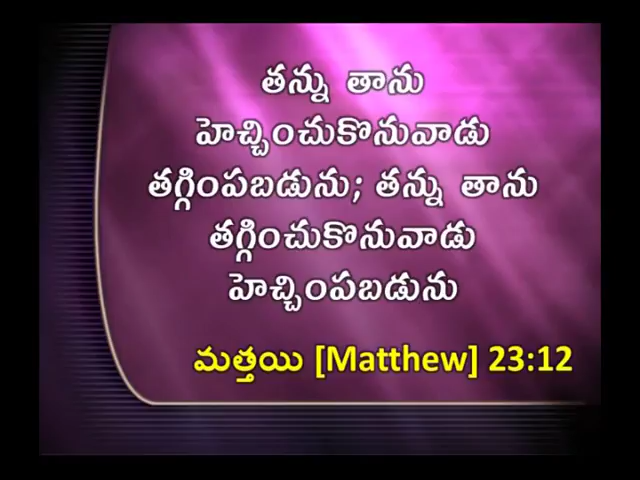 తన్ను తాను
హెచ్చించుకొనువాడు
తగ్గింపబడును; తన్ను తాను
తగ్గించుకొనువాడు
హెచ్చింపబడును
మత్తయి [Matthew] 23:12